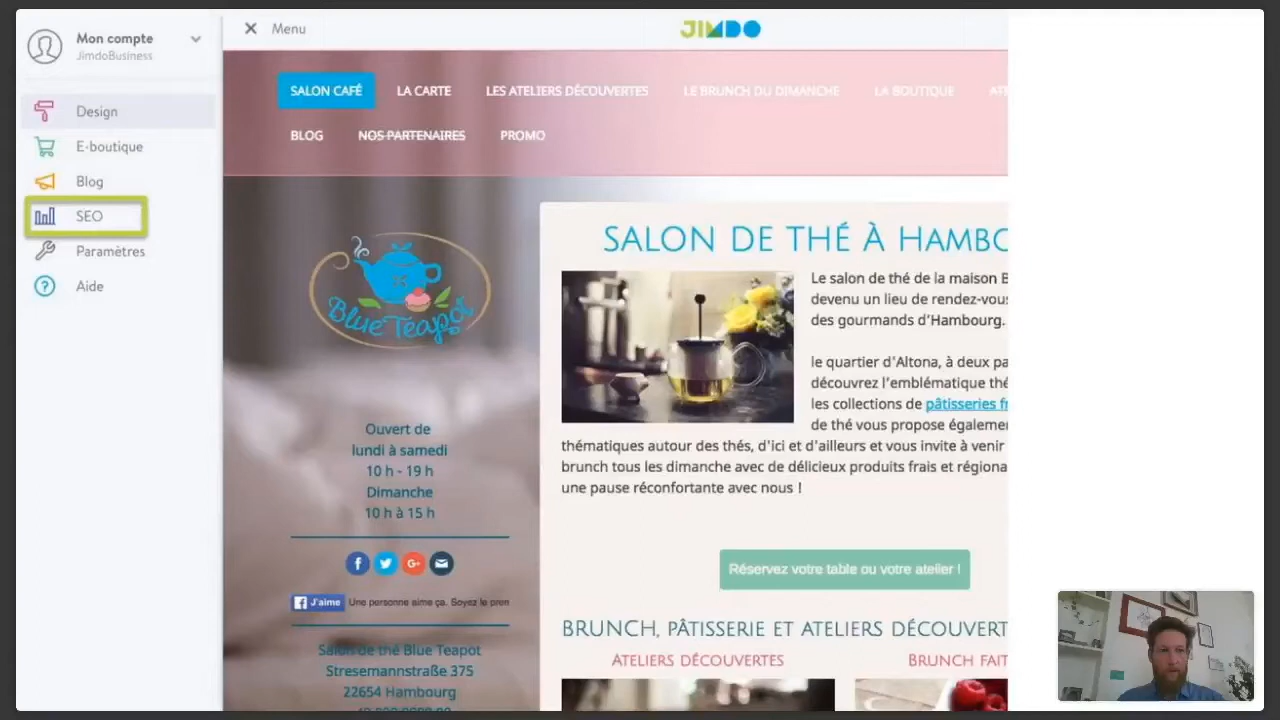 Mon compte
JimdoBusiness
Design
E-boutique
Blog
SEO
Paramètres
Aide
Menu
JIMDO
SALON CAFÉ
LA CARTE
LES ATELIERS DÉCOUVERTES
LE BRUNCH DU DIMANCHE
LA BOUTIQUE
BLOG
NOS PARTENAIRES
PROMO
Blue Teapot
Ouvert de
lundi à samedi
10 h - 19 h
Dimanche
10 h à 15 h
J'aime
Une personne aime ça. Soyez le pren
Salon de thé Blue Teapot
Stresemannstraße 375
22654 Hambourg
SALON DE THÉ À HAMBO
Le salon de thé de la maison B
devenu un lieu de rendez-vous
des gourmands d'Hambourg.
le quartier d'Altona, à deux pa
découvrez l'emblématique thé
les collections de pâtisseries fr
de thé vous propose égaleme
thématiques autour des thés, d'ici et d'ailleurs et vous invite à venir
brunch tous les dimanche avec de délicieux produits frais et régiona
une pause réconfortante avec nous !
Réservez votre table ou votre atelier !
BRUNCH, PÂTISSERIE ET ATELIERS DÉCOUVERT
ATELIERS DÉCOUVERTES
BRUNCH FAIT